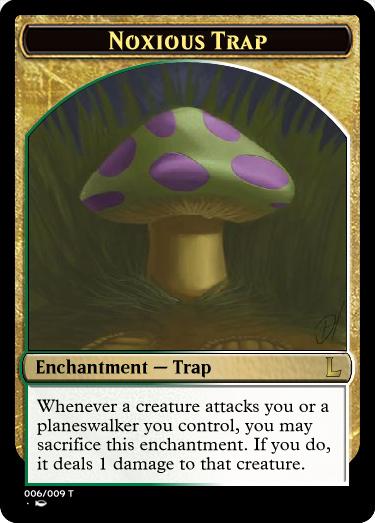 Noxious Trap
Enchantment — Trap
L
Whenever a creature attacks you or a
planeswalker you control, you may
sacrifice this enchantment. If you do,
it deals 1 damage to that creature.
006/009 T